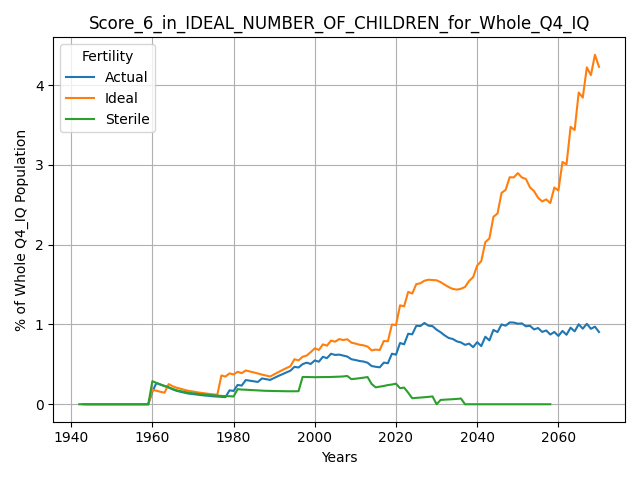 Score_6_in_IDEAL_NUMBER_OF_CHILDREN_for_Whole_Q4_IQ
Fertility
Actual
Ideal
Sterile
% of Whole Q4_IQ Population
4
3
2
1
0
1940 1960 1980 2000 2020 2040 2060
Years